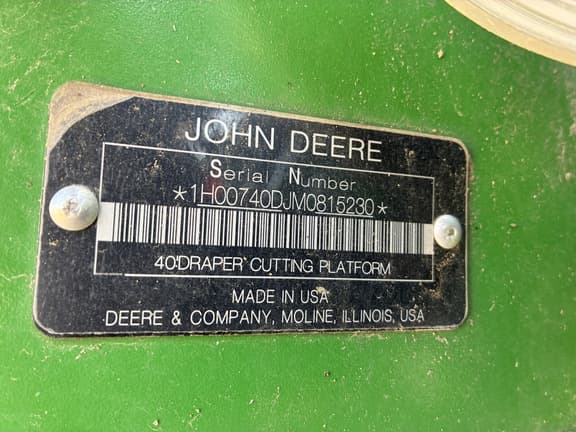 JOHN DEERE
Serial Number
*1H00740DJM0815230*
40' DRAPER CUTTING PLATFORM
MADE IN USA
DEERE & COMPANY, MOLINE, ILLINOIS, USA